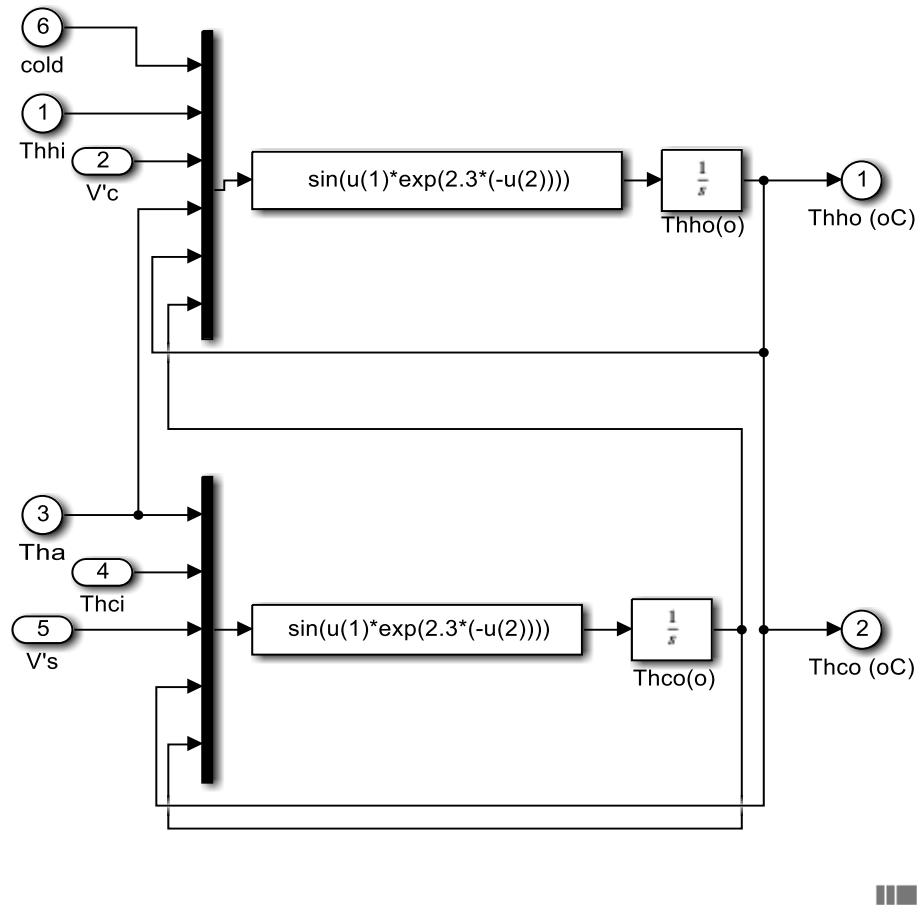 6
cold
1
Thhi
2
V'c
sin(u(1)*exp(2.3*(-u(2))))
1
s
Thho(o)
1
Thho (oC)
3
Tha
4
Thci
5
V's
sin(u(1)*exp(2.3*(-u(2))))
1
s
Thco(o)
2
Thco (oC)